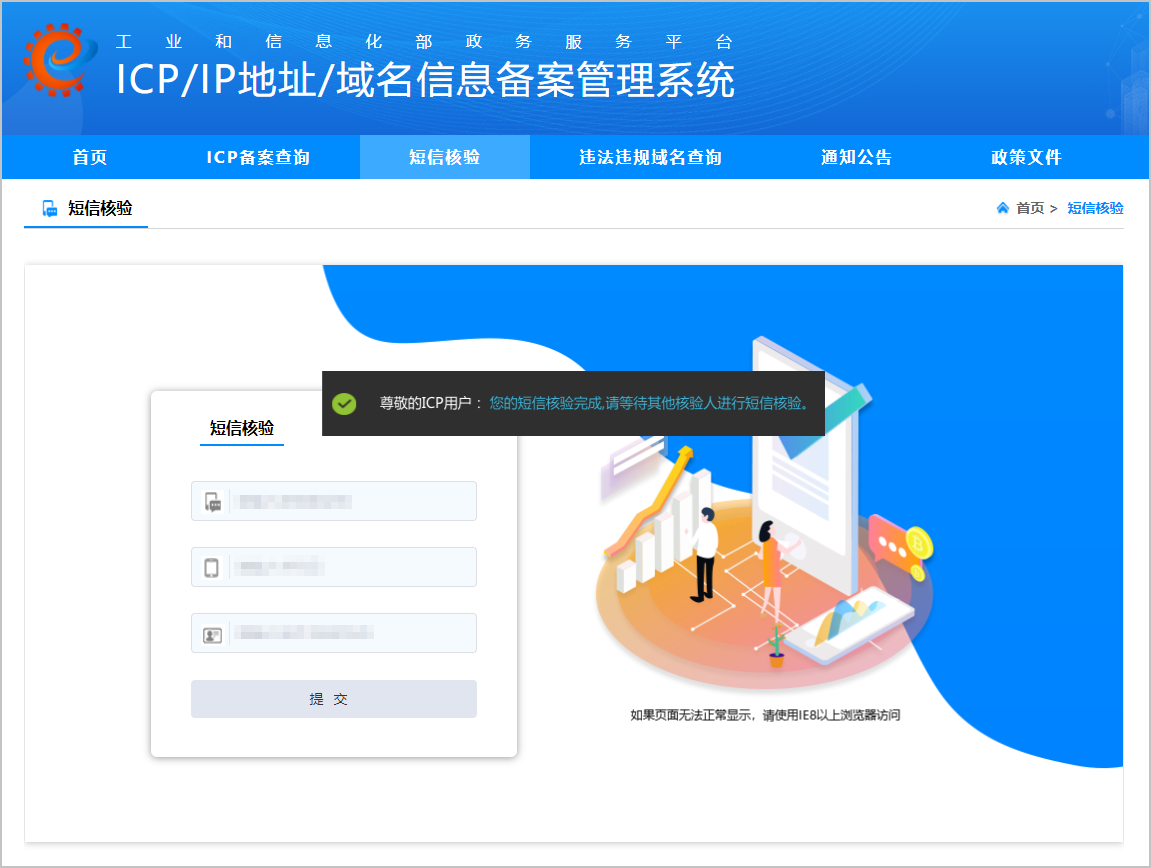 工业和信息化部政务服务平台
ICP/IP地址/域名信息备案管理系统
首页 ICP备案查询 短信核验 违法违规域名查询 通知公告 政策文件
短信核验 首页 > 短信核验
尊敬的ICP用户： 您的短信核验完成,请等待其他核验人进行短信核验。
短信核验
提 交
如果页面无法正常显示，请使用IE8以上浏览器访问